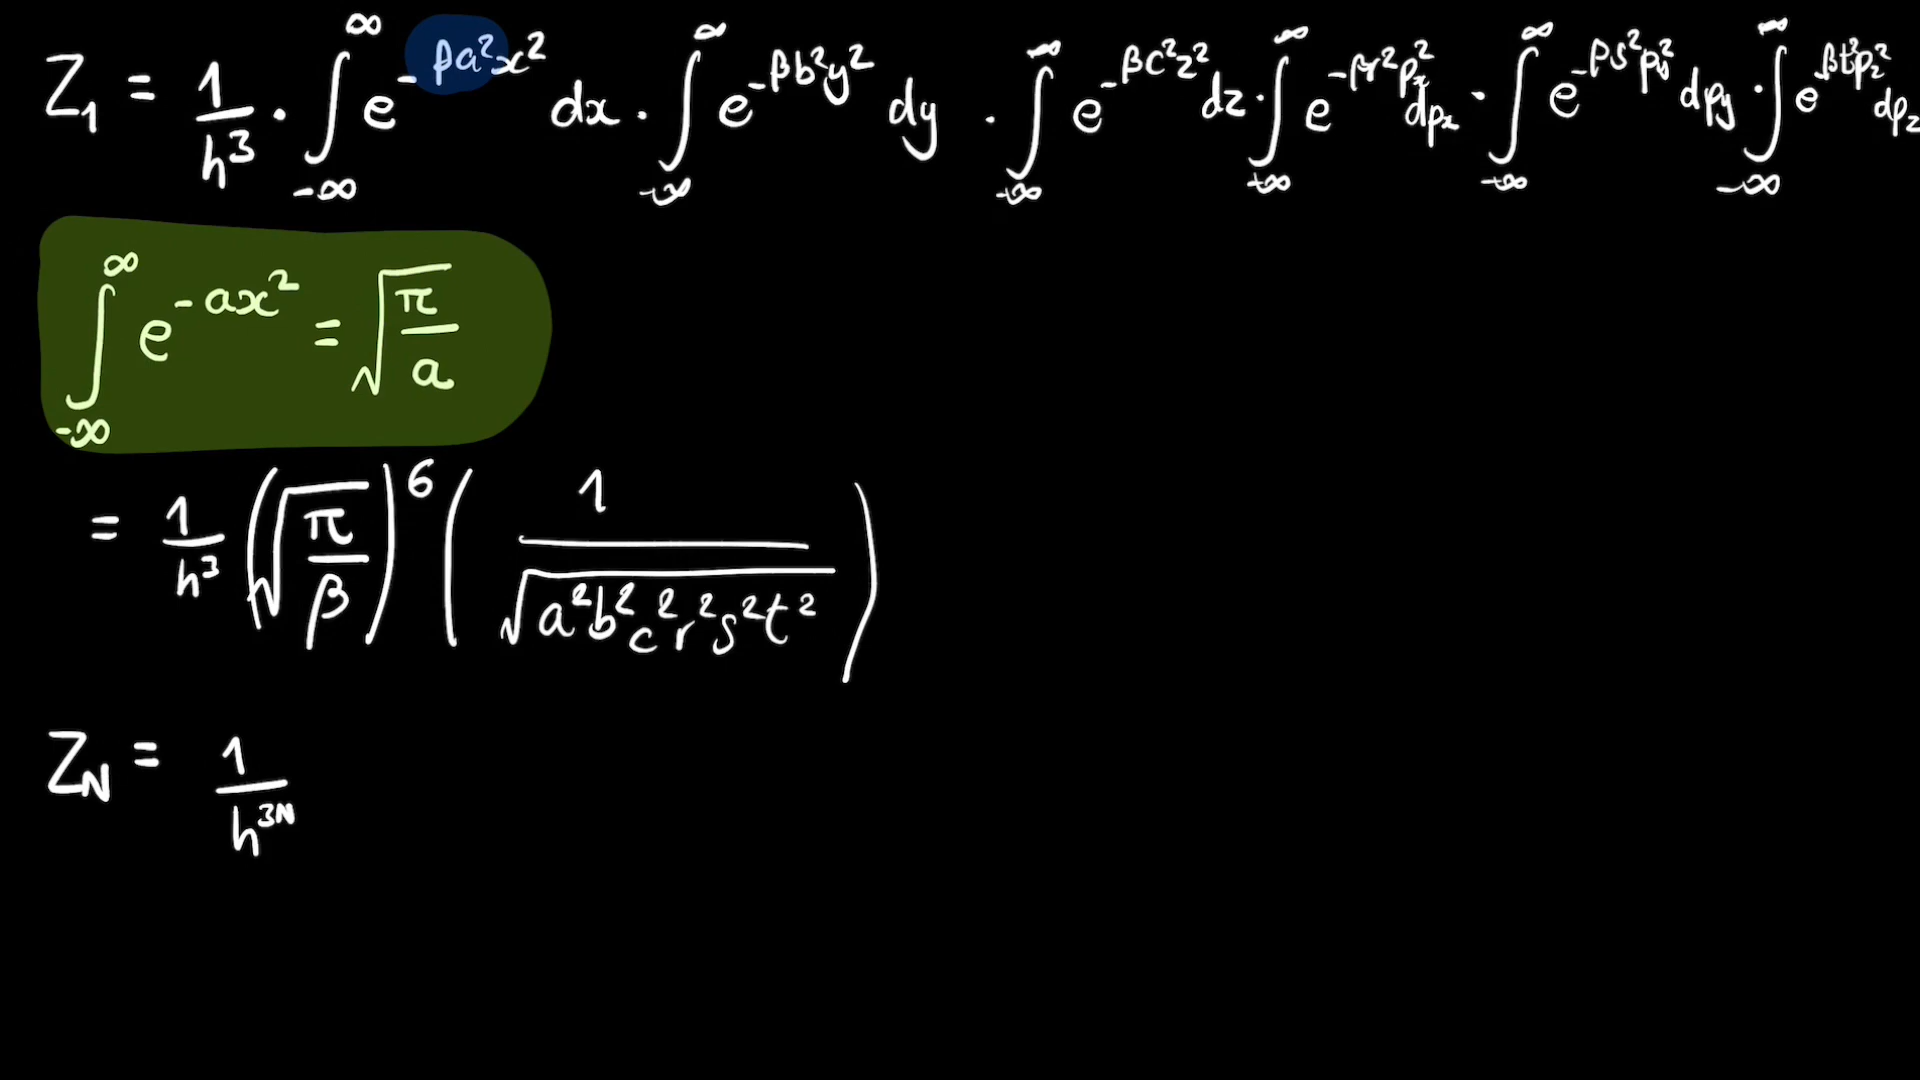 Z₁ = 1/h³ · ∫_{-∞}^{∞} e^{-βa²x²} dx · ∫_{-∞}^{∞} e^{-βb²y²} dy · ∫_{-∞}^{∞} e^{-βc²z²} dz · ∫_{-∞}^{∞} e^{-βr²p_x²} dp_x · ∫_{-∞}^{∞} e^{-βs²p_y²} dp_y · ∫_{-∞}^{∞} e^{-βt²p_z²} dp_z
∫_{-∞}^{∞} e^{-ax²} = √(π/a)
= 1/h³ (√(π/β))⁶ (1/√(a²b²c²r²s²t²))
Z_N = 1/h^{3N}